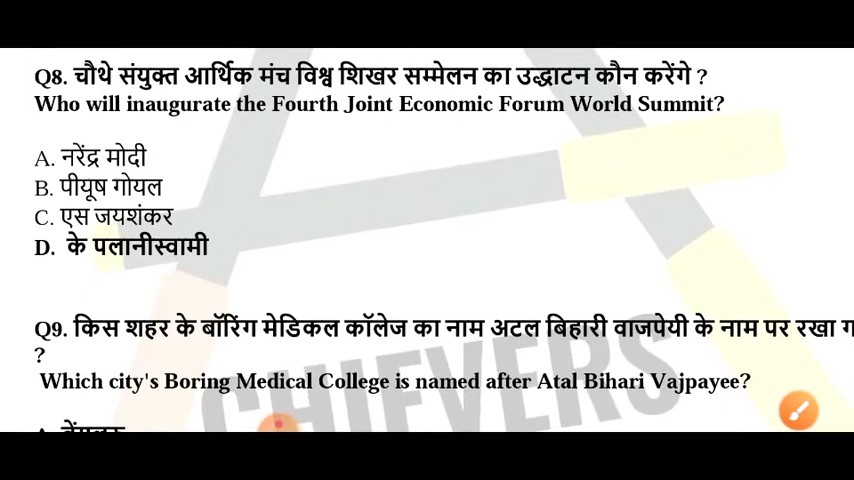 Q8. चौथे संयुक्त आर्थिक मंच विश्व शिखर सम्मेलन का उद्घाटन कौन करेंगे ?
Who will inaugurate the Fourth Joint Economic Forum World Summit?
A. नरेंद्र मोदी
B. पीयूष गोयल
C. एस जयशंकर
D. के पलानीस्वामी
Q9. किस शहर के बॉरिंग मेडिकल कॉलेज का नाम अटल बिहारी वाजपेयी के नाम पर रखा
?
Which city's Boring Medical College is named after Atal Bihari Vajpayee?
CHIEVERS